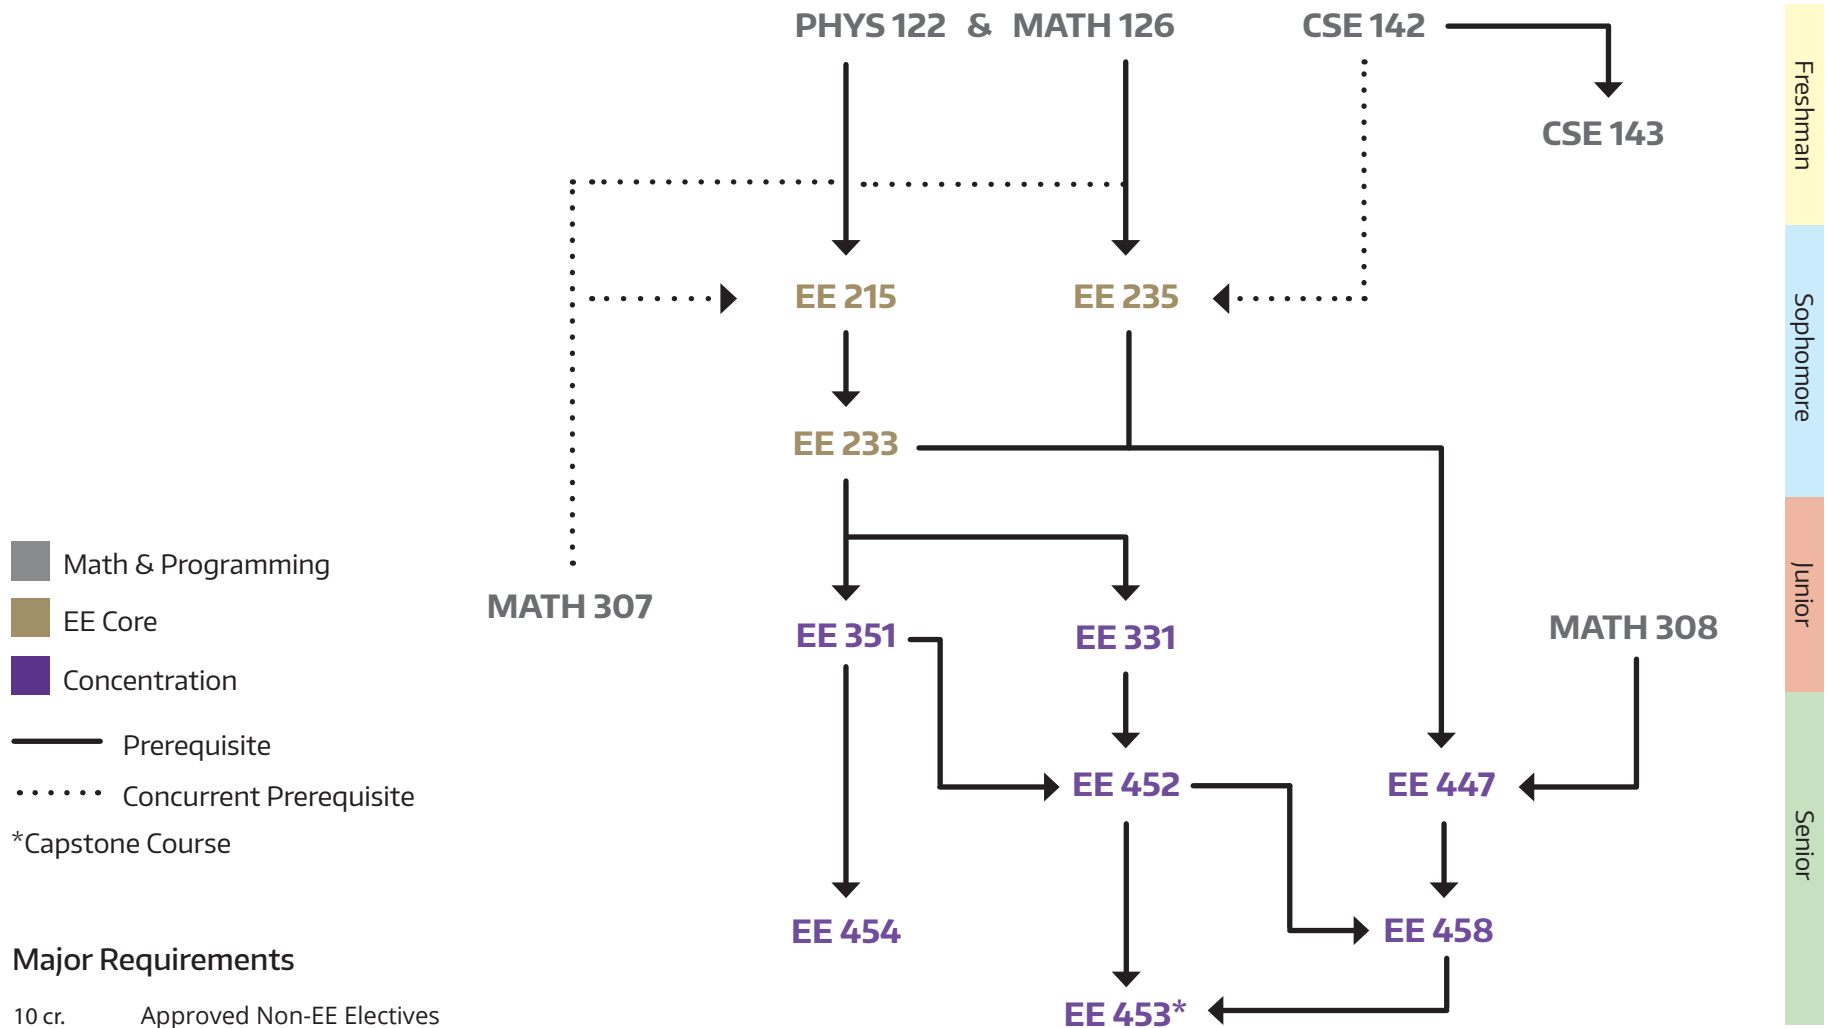 PHYS 122 & MATH 126 CSE 142
CSE 143
EE 215 EE 235
EE 233
MATH 307
EE 351 EE 331 MATH 308
EE 452 EE 447
EE 454 EE 458
EE 453*
Freshman
Sophomore
Junior
Senior
Math & Programming
EE Core
Concentration
Prerequisite
Concurrent Prerequisite
*Capstone Course
Major Requirements
10 cr. Approved Non-EE Electives